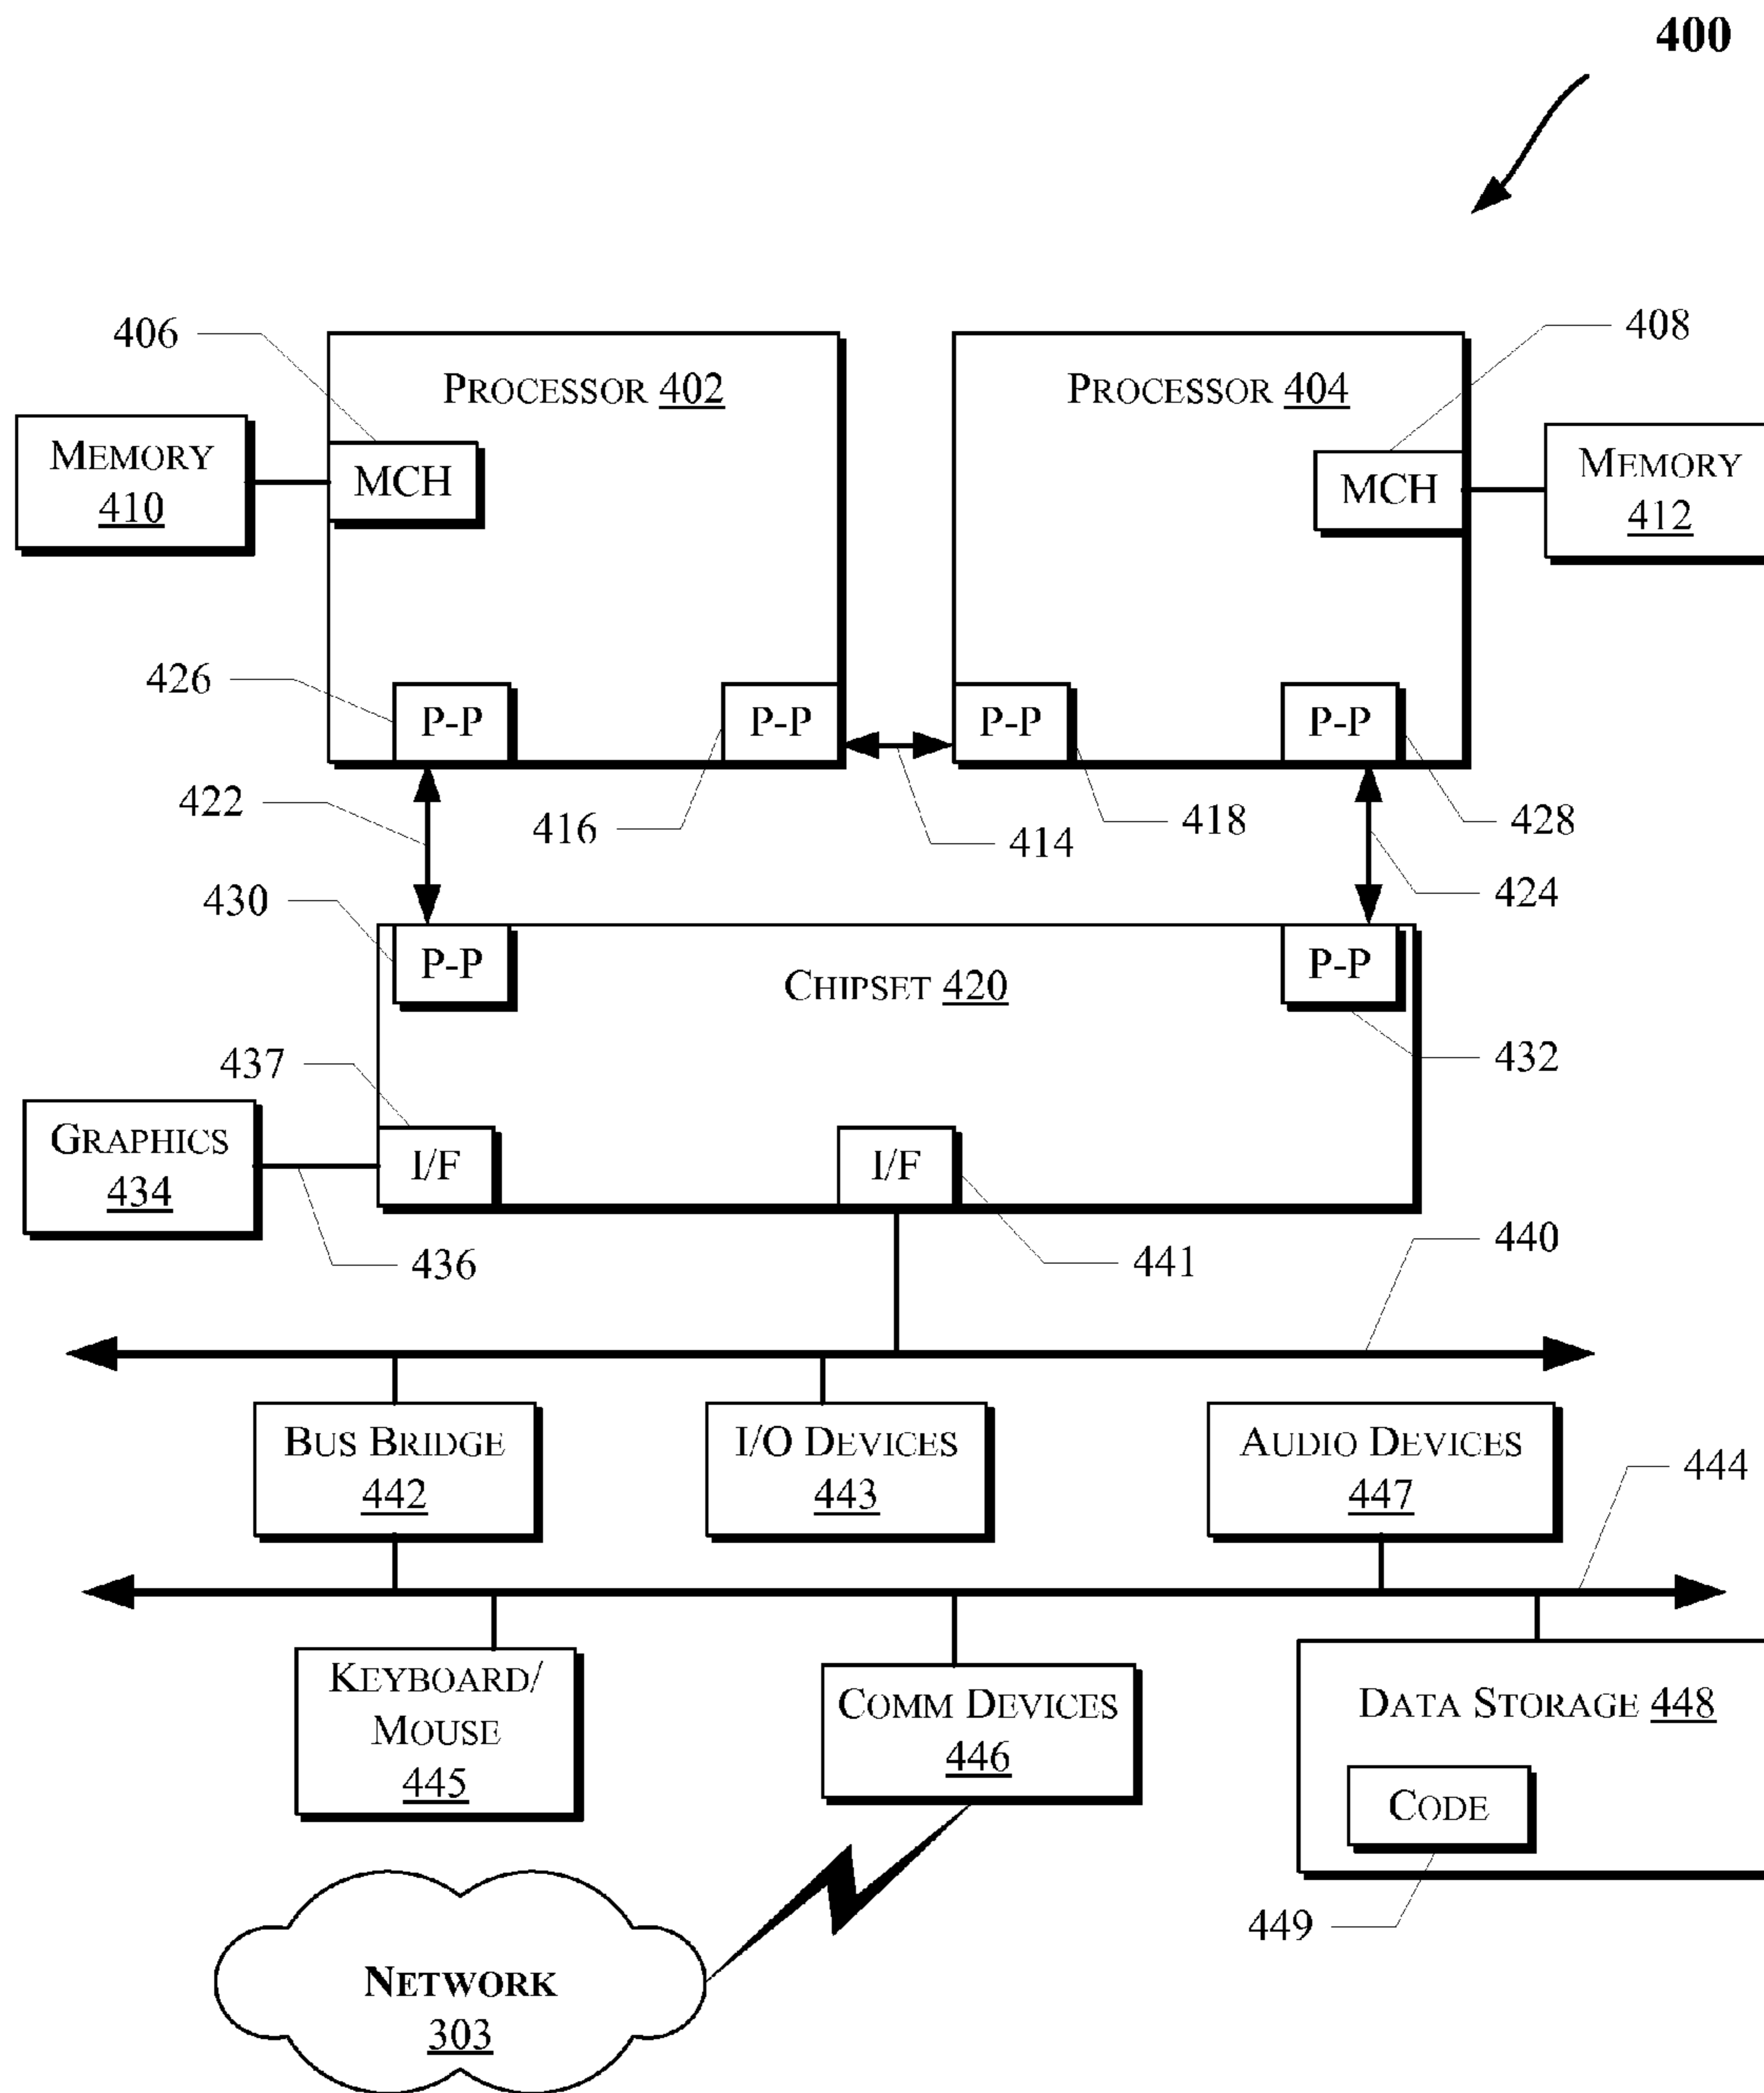 400
406
PROCESSOR 402
PROCESSOR 404
408
MEMORY
410
MCH
MCH
MEMORY
412
426
P-P
P-P
P-P
P-P
422
416
414
418
428
430
424
P-P
CHIPSET 420
P-P
437
432
GRAPHICS
434
I/F
I/F
436
441
440
BUS BRIDGE
442
I/O DEVICES
443
AUDIO DEVICES
447
444
KEYBOARD/
MOUSE
445
COMM DEVICES
446
DATA STORAGE 448
CODE
449
NETWORK
303